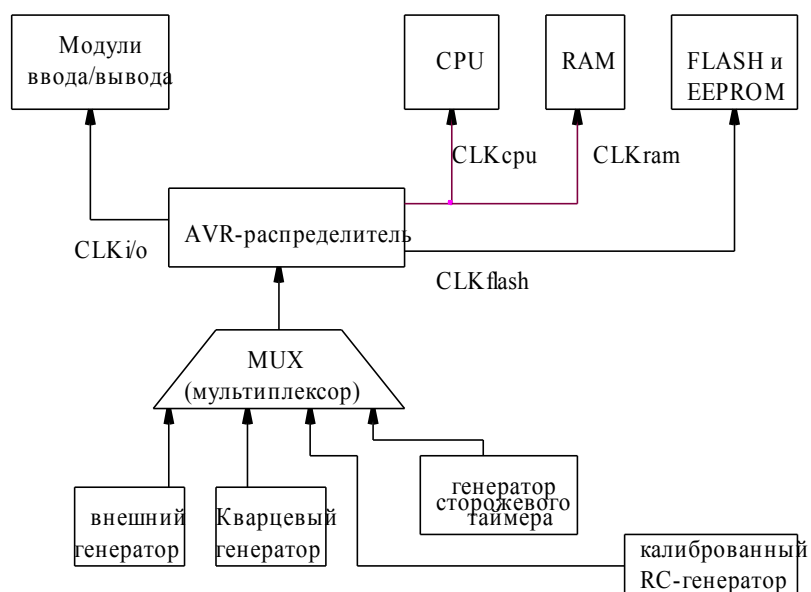 Модули
ввода/вывода
CPU
RAM
FLASH и
EEPROM
CLKcpu
CLKram
AVR-распределитель
CLKi/o
CLKflash
MUX
(мультиплексор)
генератор
сторожевого
таймера
внешний
генератор
Кварцевый
генератор
калиброванный
RC-генератор